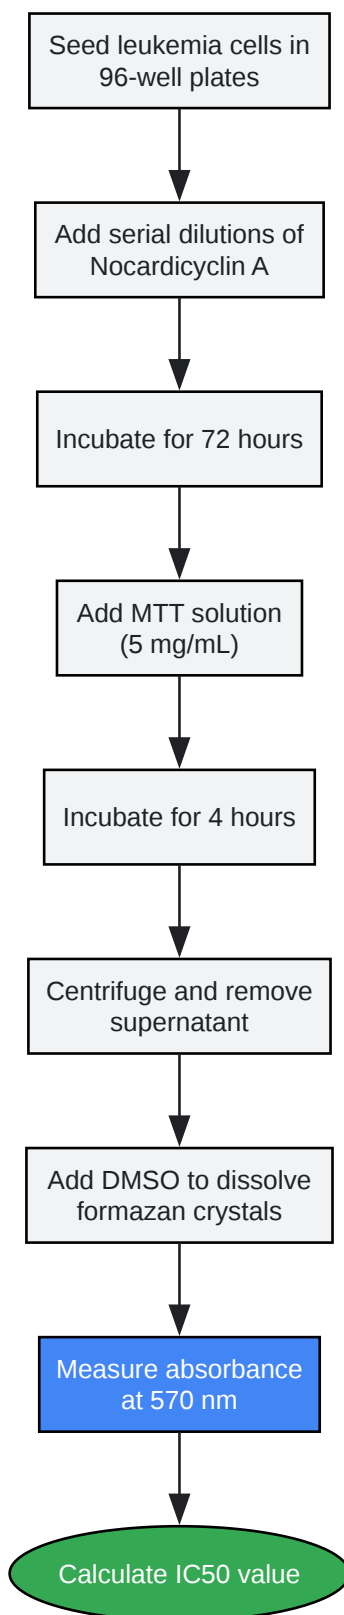 Seed leukemia cells in
96-well plates
Add serial dilutions of
Nocardicyclin A
Incubate for 72 hours
Add MTT solution
(5 mg/mL)
Incubate for 4 hours
Centrifuge and remove
supernatant
Add DMSO to dissolve
formazan crystals
Measure absorbance
at 570 nm
Calculate IC50 value